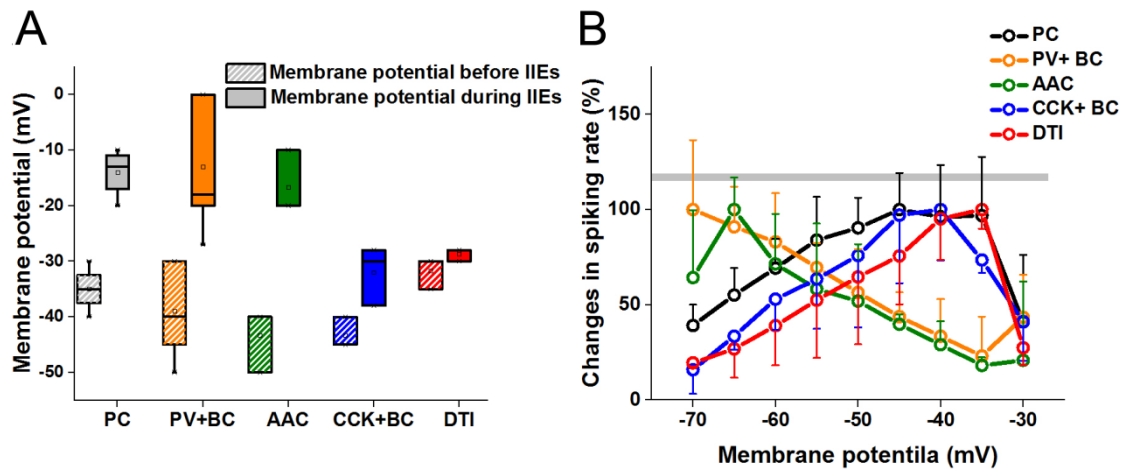 A
Membrane potential before IIEs
Membrane potential during IIEs
Membrane potential (mV)
0
-10
-20
-30
-40
-50
PC
PV+BC
AAC
CCK+BC
DTI
B
PC
PV+ BC
AAC
CCK+ BC
DTI
Changes in spiking rate (%)
150
100
50
0
-70
-60
-50
-40
-30
Membrane potentila (mV)